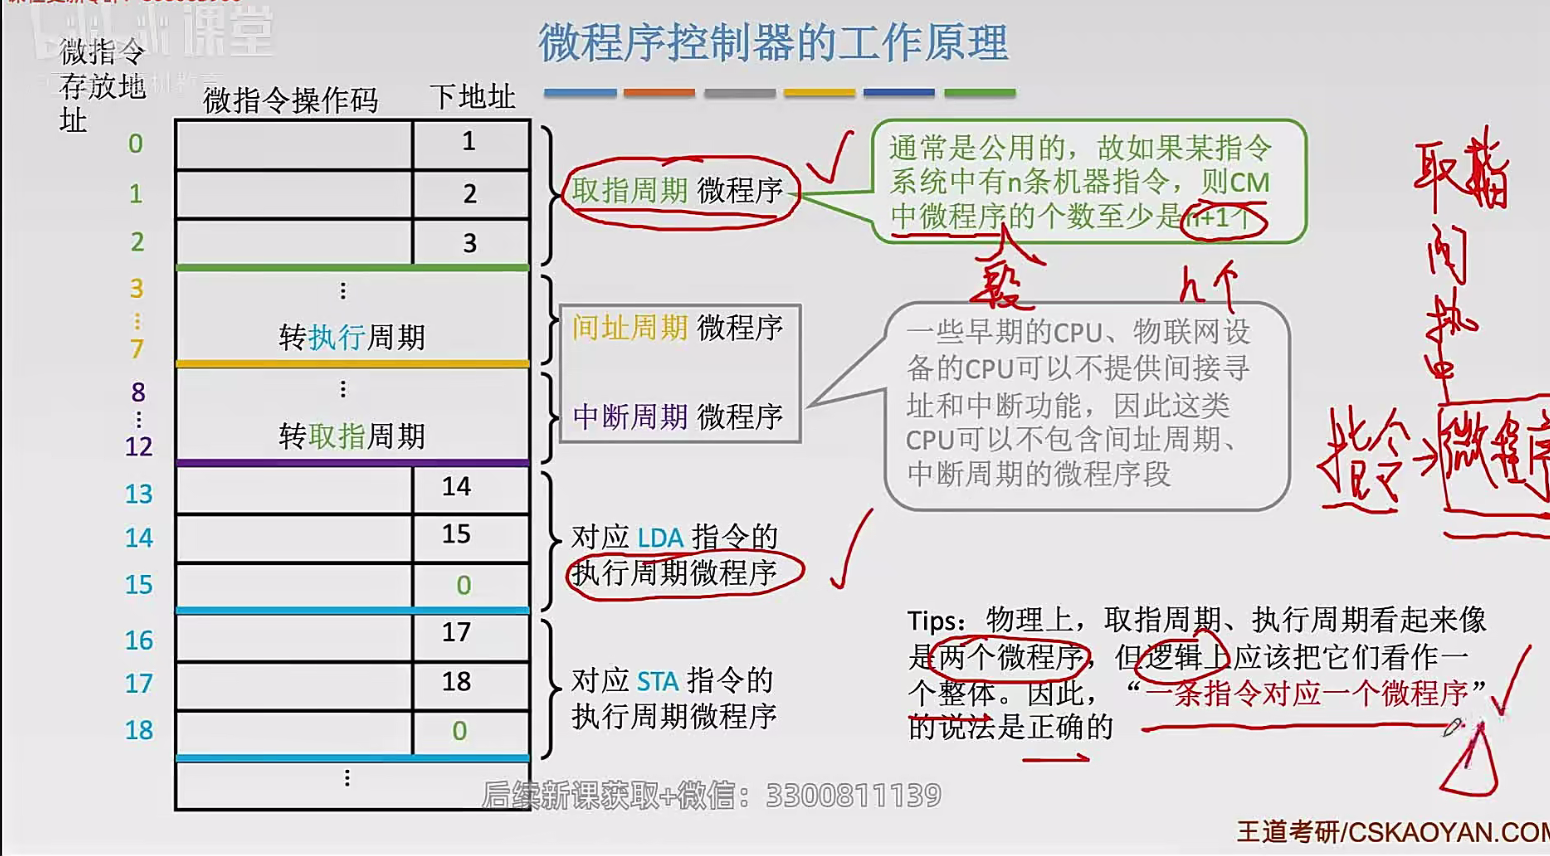 微程序控制器的工作原理
课堂
微指令
存放地
址
微指令操作码
下地址
0
1
1
2
2
3
3
⋮
7
⋮
转执行周期
8
⋮
12
⋮
转取指周期
13
14
14
15
15
0
16
17
17
18
18
0
⋮
取指周期 微程序
间址周期 微程序
中断周期 微程序
对应 LDA 指令的
执行周期微程序
对应 STA 指令的
执行周期微程序
通常是公用的，故如果某指令
系统中有n条机器指令，则CM
中微程序的个数至少是n+1个
段
n个
一些早期的CPU、物联网设
备的CPU可以不提供间接寻
址和中断功能，因此这类
CPU可以不包含间址周期、
中断周期的微程序段
取指
间
执
中
指令→微程序
Tips：物理上，取指周期、执行周期看起来像
是两个微程序，但逻辑上应该把它们看作一
个整体。因此，“一条指令对应一个微程序”
的说法是正确的
后续新课获取+微信：3300811139
王道考研/CSKAOYAN.COM